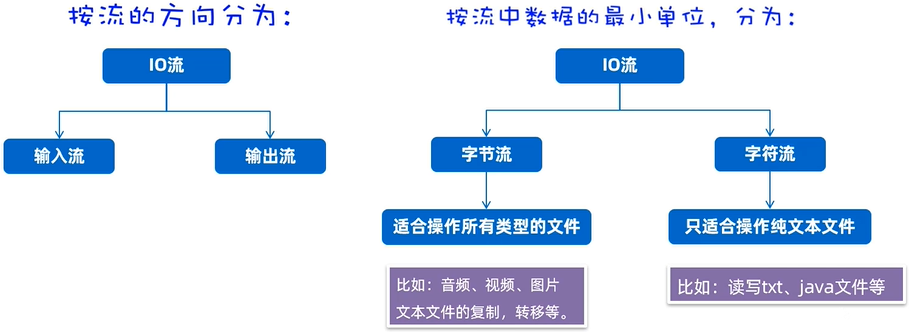 按流的方向分为：
IO流
输入流
输出流
按流中数据的最小单位，分为：
IO流
字节流
字符流
适合操作所有类型的文件
只适合操作纯文本文件
比如：音频、视频、图片
文本文件的复制，转移等。
比如：读写txt、java文件等